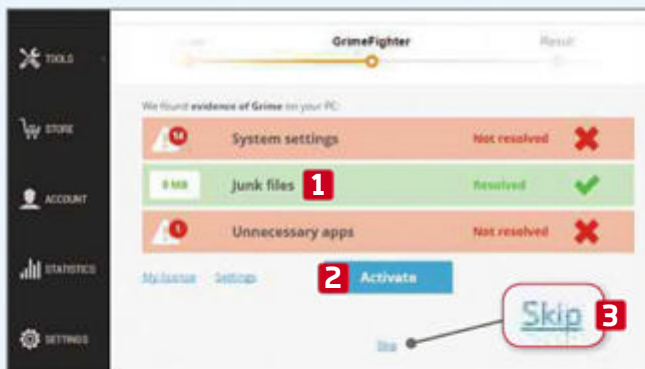 GrimeFighter
Result
TOOLS
We found evidence of Grime on your PC:
System settings
Not resolved
STORE
0 MB
Junk files
1
Resolved
ACCOUNT
Unnecessary apps
Not resolved
My license
Settings
2
Activate
STATISTICS
Skip
3
Skip
SETTINGS